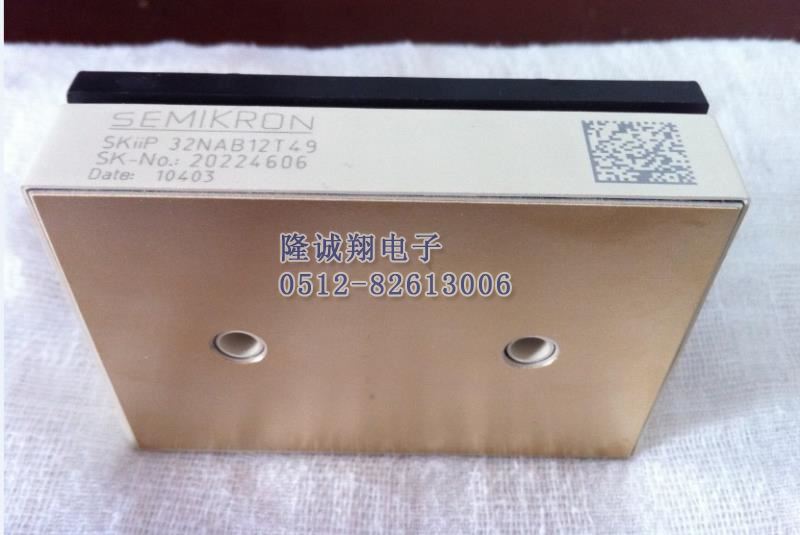 SEMIKRON
SKiiP 32NAB12T49
SK-No.: 20224606
Date: 10403
隆诚翔电子
0512-82613006